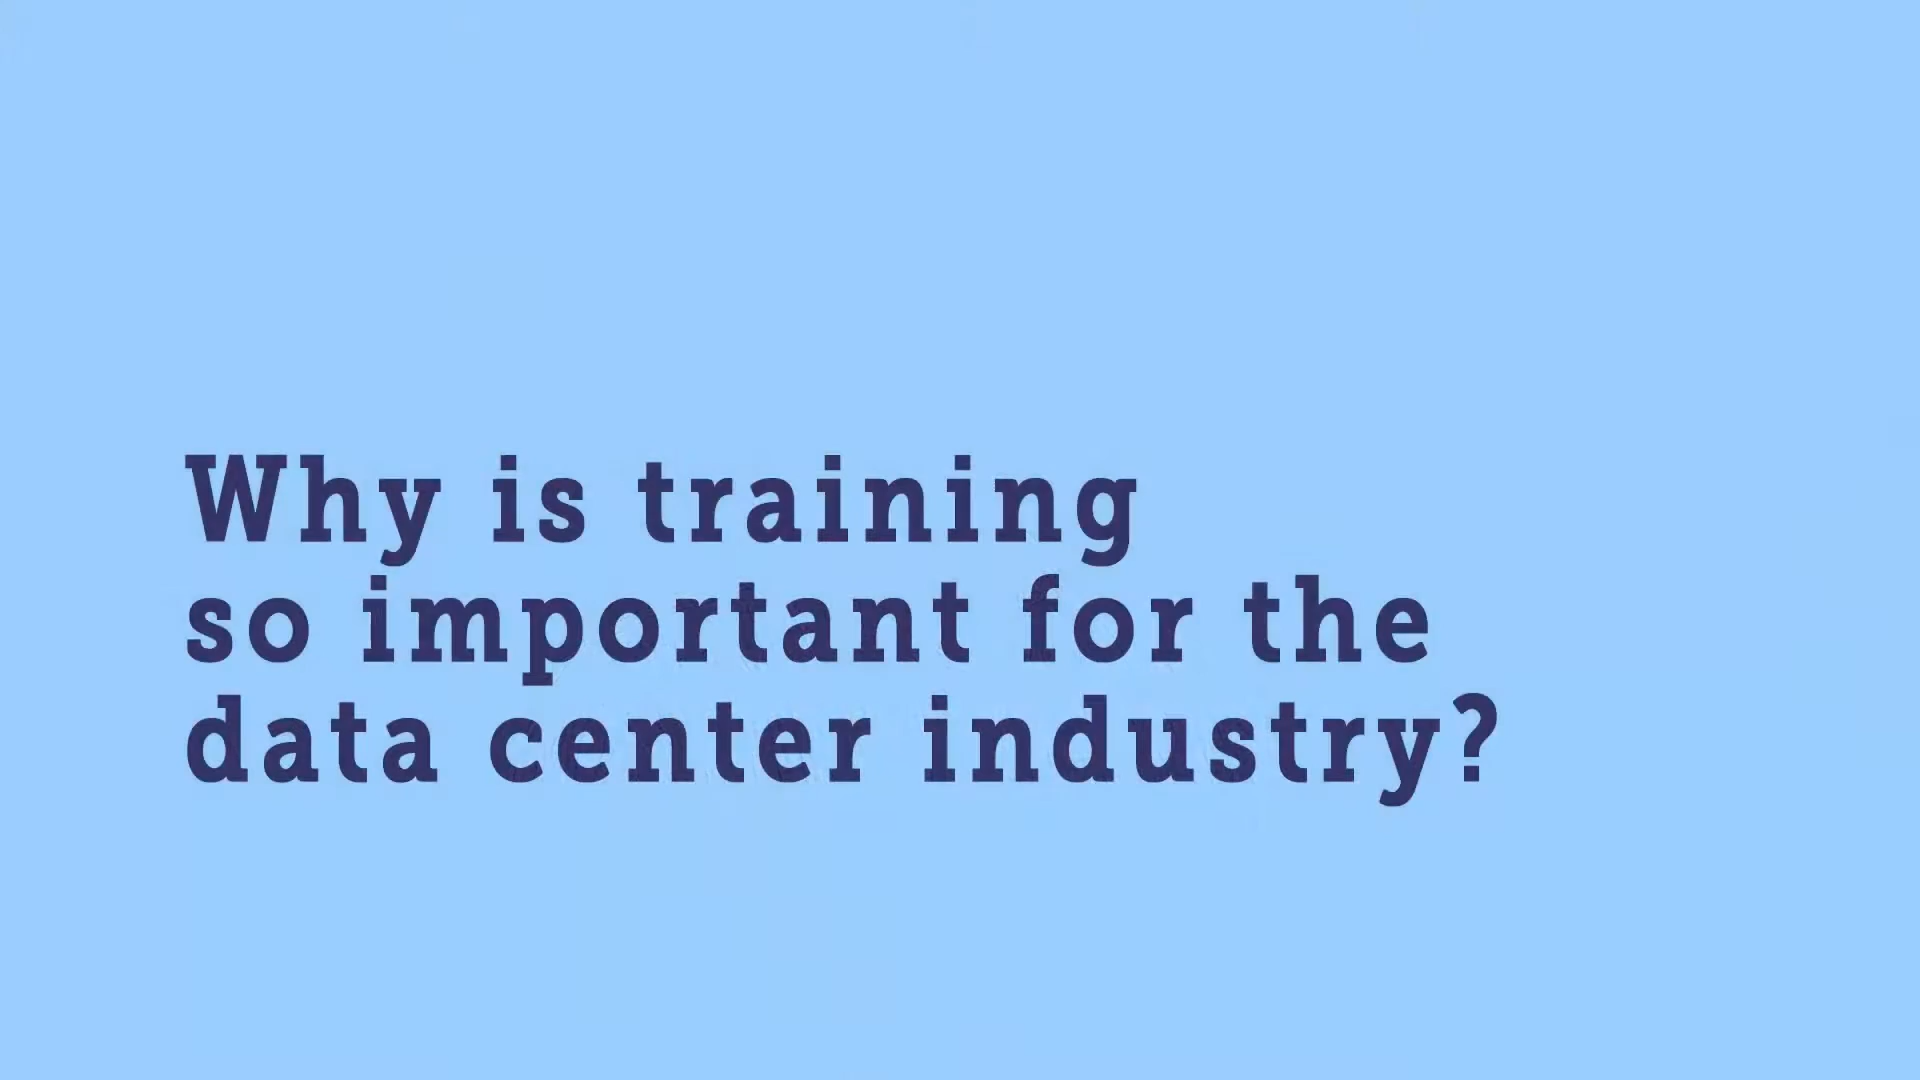 Why is training
so important for the
data center industry?